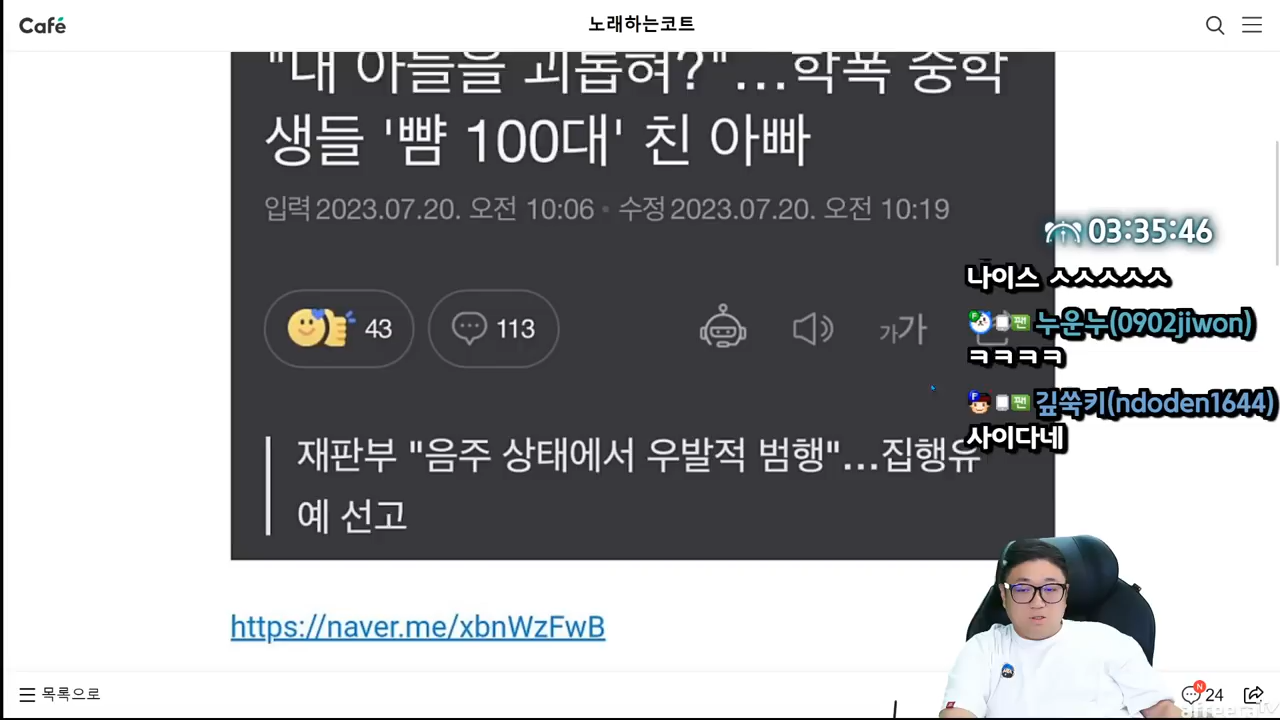 Café
노래하는코트
"내 아들을 괴롭혀?"...학폭 중학
생들 '뺨 100대' 친 아빠
입력 2023.07.20. 오전 10:06 • 수정 2023.07.20. 오전 10:19
03:35:46
나이스 ㅅㅅㅅㅅㅅ
43
113
가가
팬 누운누(0902jiwon)
ㅋㅋㅋㅋ
팬 깊쑥키(ndoden1644)
사이다네
재판부 "음주 상태에서 우발적 범행"...집행유
예 선고
https://naver.me/xbnWzFwB
목록으로
N
24
afreecaTV